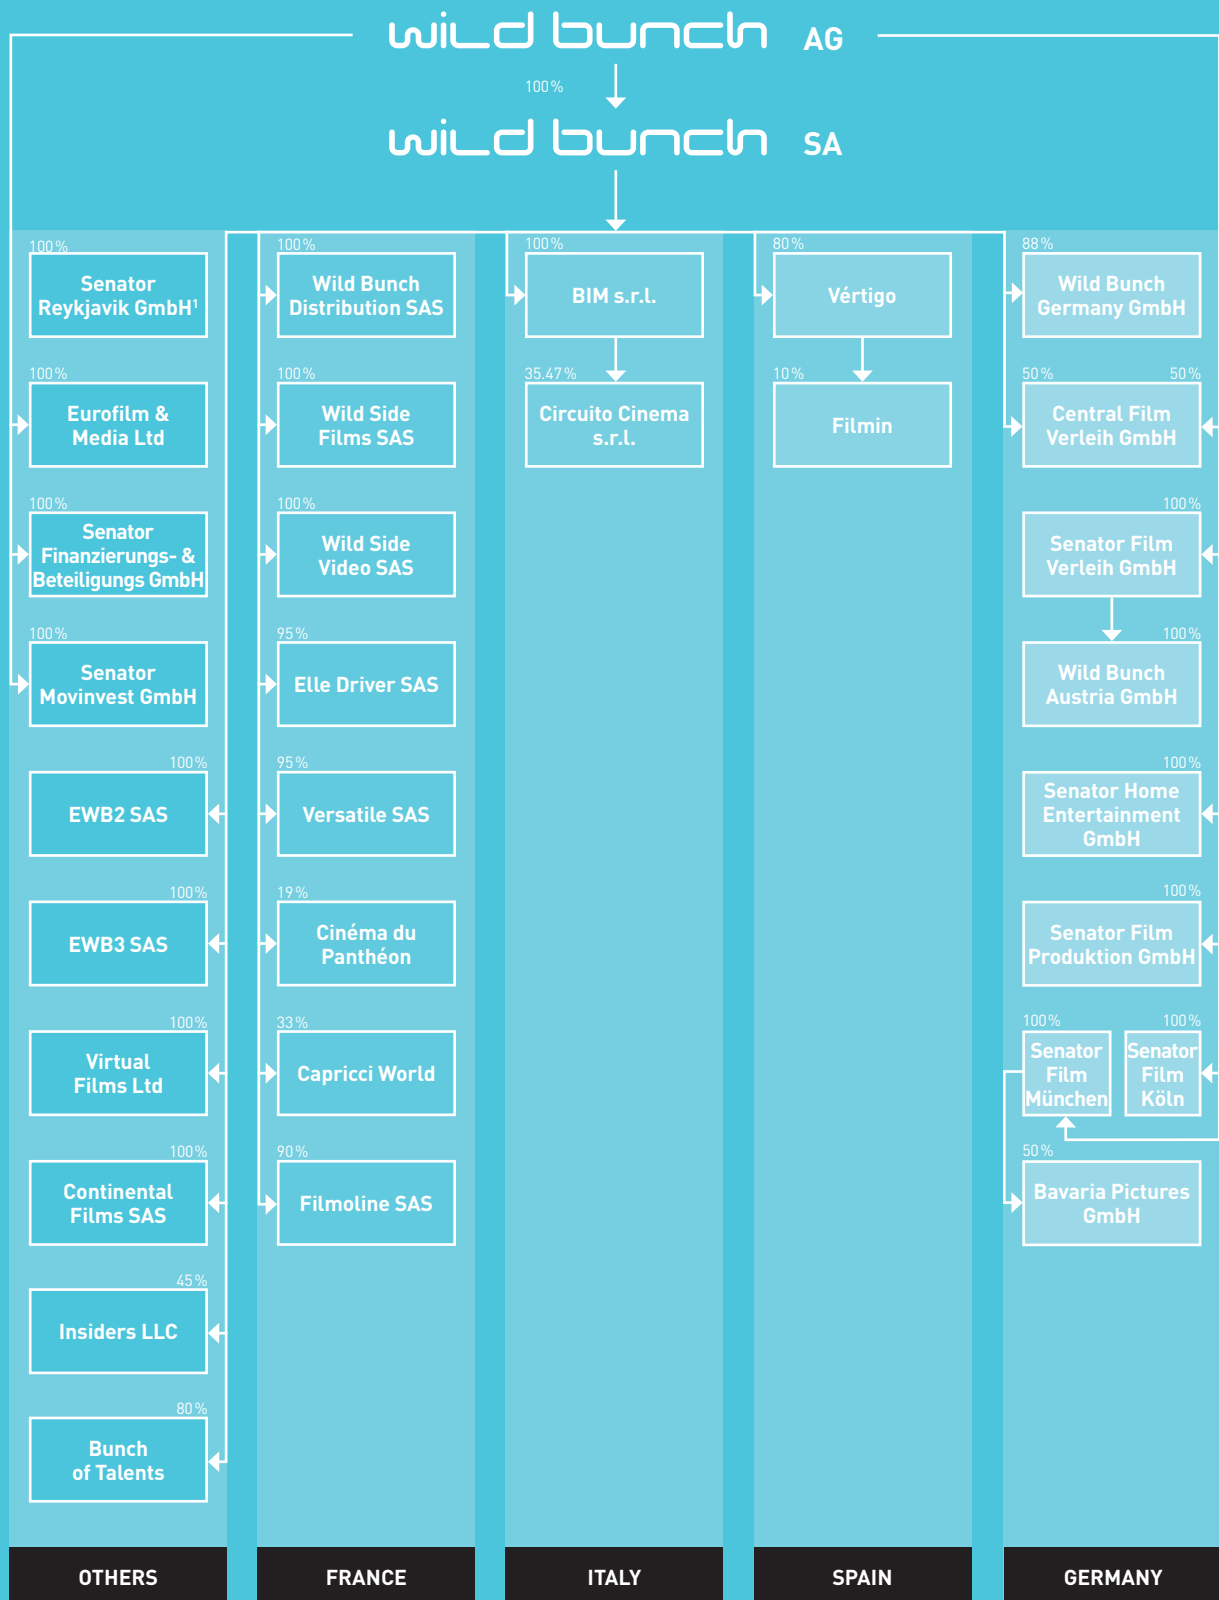 wild bunch AG
100%
wild bunch SA
100%
Senator
Reykjavik GmbH¹
100%
Eurofilm &
Media Ltd
100%
Senator
Finanzierungs- &
Beteiligungs GmbH
100%
Senator
Movinvest GmbH
100%
EWB2 SAS
100%
EWB3 SAS
100%
Virtual
Films Ltd
100%
Continental
Films SAS
45%
Insiders LLC
80%
Bunch
of Talents
OTHERS
100%
Wild Bunch
Distribution SAS
100%
Wild Side
Films SAS
100%
Wild Side
Video SAS
95%
Elle Driver SAS
95%
Versatile SAS
19%
Cinéma du
Panthéon
33%
Capricci World
90%
Filmoline SAS
FRANCE
100%
BIM s.r.l.
35.47%
Circuito Cinema
s.r.l.
ITALY
80%
Vértigo
10%
Filmin
SPAIN
88%
Wild Bunch
Germany GmbH
50% 50%
Central Film
Verleih GmbH
100%
Senator Film
Verleih GmbH
100%
Wild Bunch
Austria GmbH
100%
Senator Home
Entertainment
GmbH
100%
Senator Film
Produktion GmbH
100%
Senator
Film
München
100%
Senator
Film
Köln
50%
Bavaria Pictures
GmbH
GERMANY